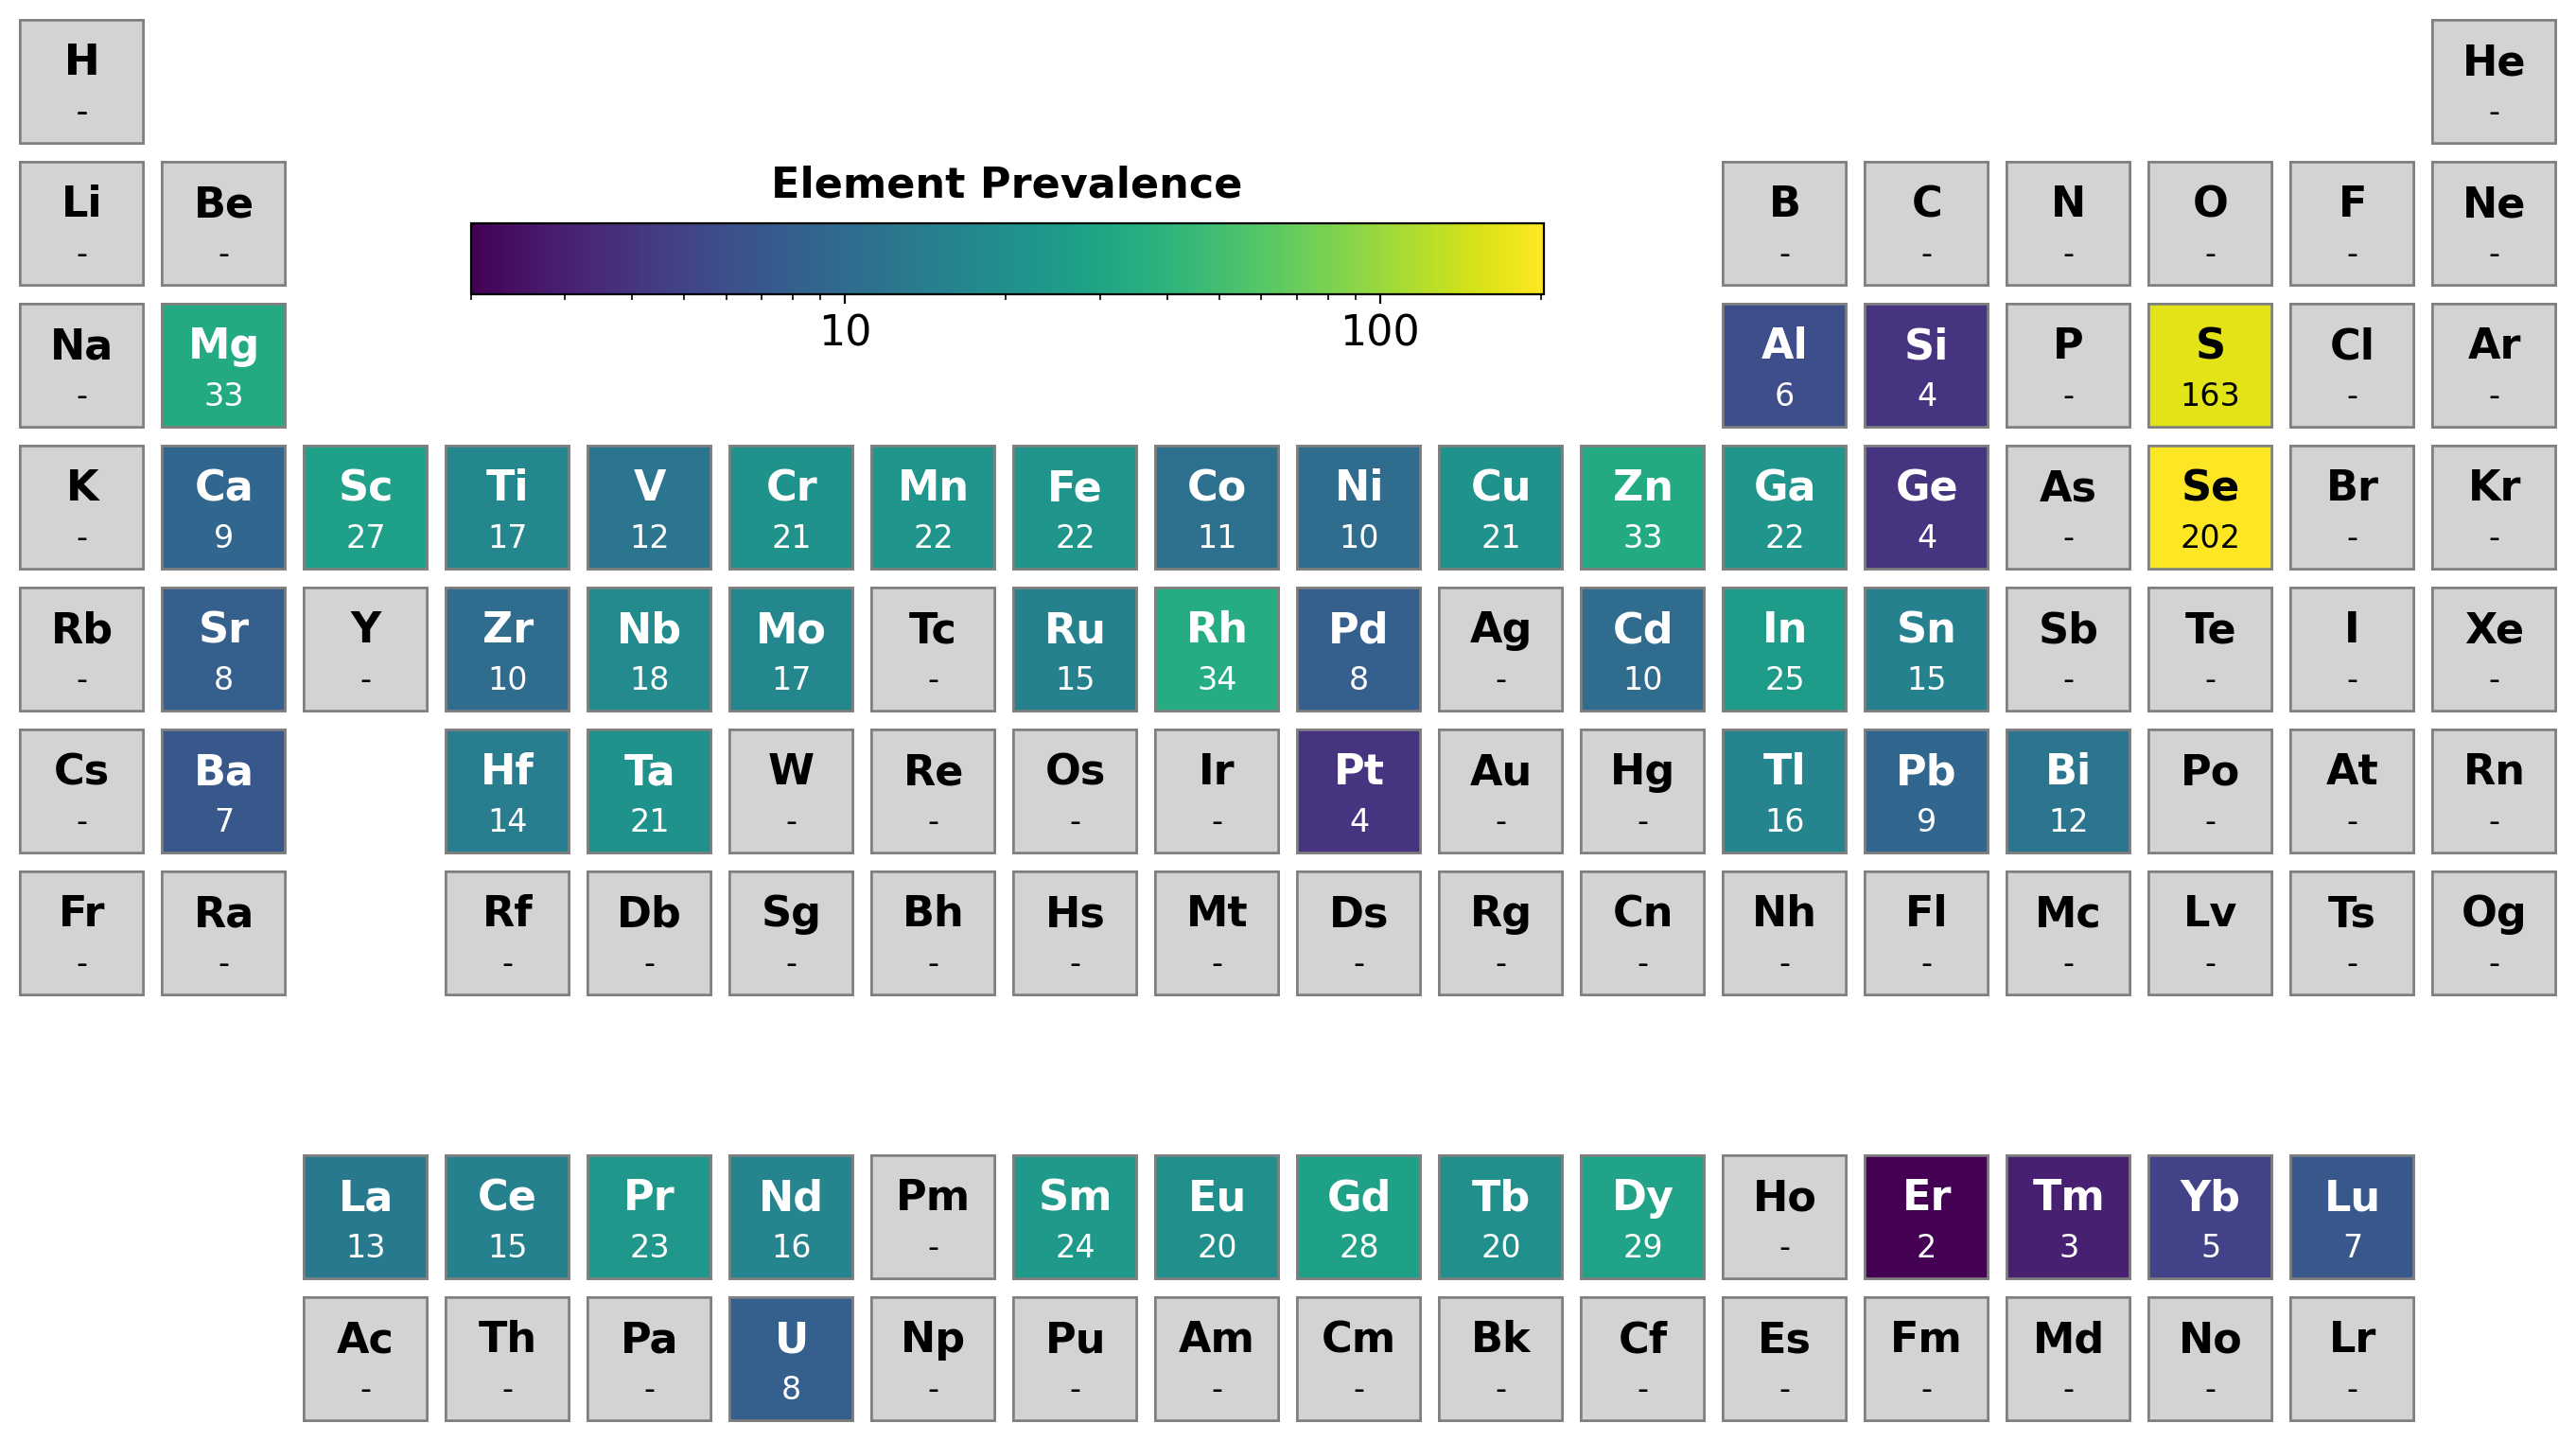 H He
- -
Element Prevalence
Li Be B C N O F Ne
- - - - - - - -
10 100
Na Mg Al Si P S Cl Ar
- 33 6 4 - 163 - -
K Ca Sc Ti V Cr Mn Fe Co Ni Cu Zn Ga Ge As Se Br Kr
- 9 27 17 12 21 22 22 11 10 21 33 22 4 - 202 - -
Rb Sr Y Zr Nb Mo Tc Ru Rh Pd Ag Cd In Sn Sb Te I Xe
- 8 - 10 18 17 - 15 34 8 - 10 25 15 - - - -
Cs Ba Hf Ta W Re Os Ir Pt Au Hg Tl Pb Bi Po At Rn
- 7 14 21 - - - - 4 - - 16 9 12 - - -
Fr Ra Rf Db Sg Bh Hs Mt Ds Rg Cn Nh Fl Mc Lv Ts Og
- - - - - - - - - - - - - - - - -
La Ce Pr Nd Pm Sm Eu Gd Tb Dy Ho Er Tm Yb Lu
13 15 23 16 - 24 20 28 20 29 - 2 3 5 7
Ac Th Pa U Np Pu Am Cm Bk Cf Es Fm Md No Lr
- - - 8 - - - - - - - - - - -